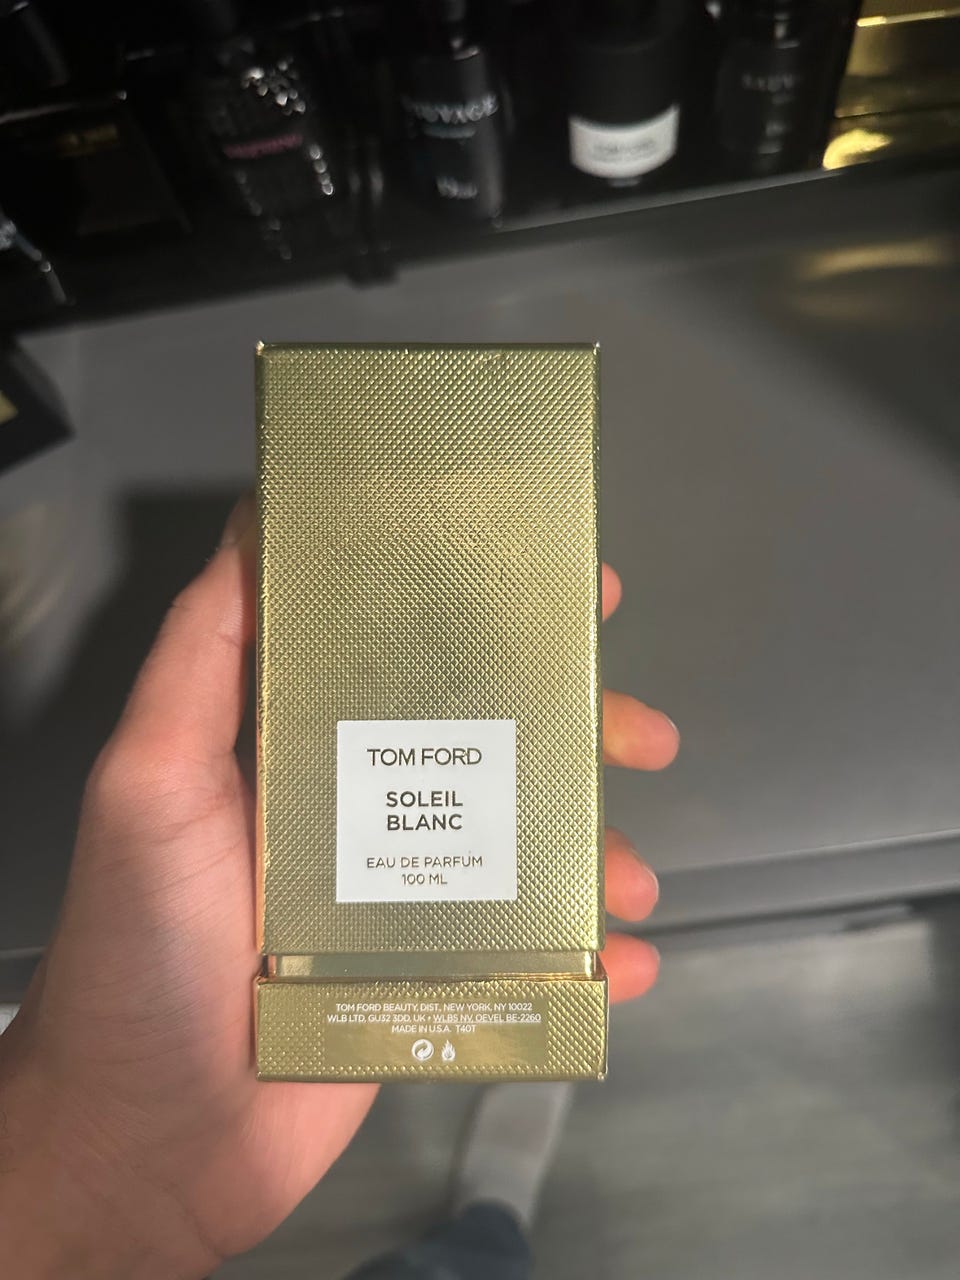 TOM FORD
SOLEIL
BLANC
EAU DE PARFUM
100 ML
TOM FORD BEAUTY, DIST. NEW YORK, NY 10022
WLB LTD, GU32 3DD, UK • WLBS NV, OEVEL BE-2260
MADE IN U.S.A. T40T